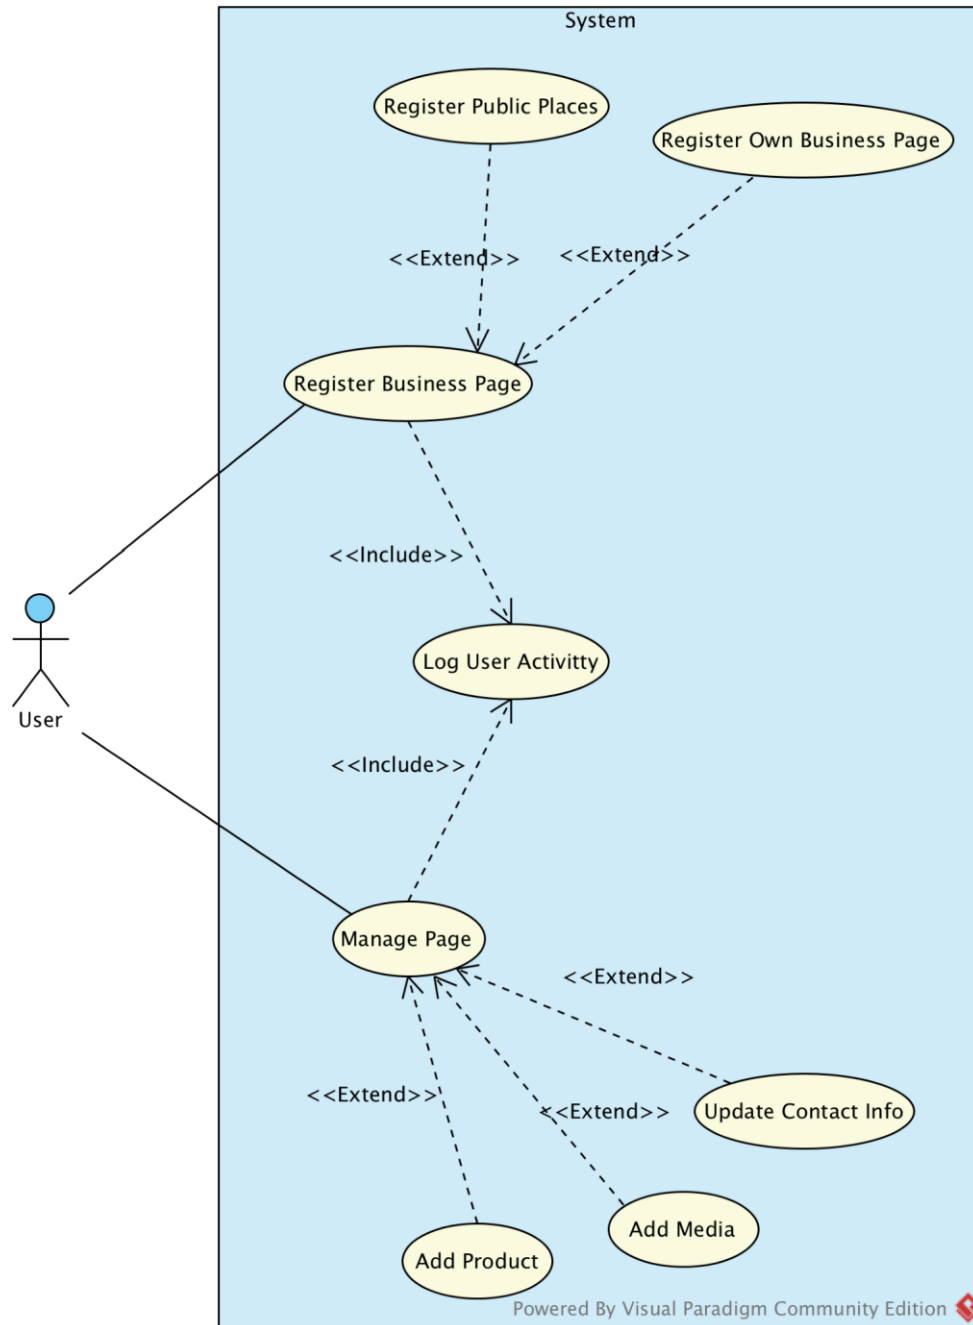 System
Register Public Places
Register Own Business Page
<<Extend>>
<<Extend>>
Register Business Page
<<Include>>
Log User Activitty
User
<<Include>>
Manage Page
<<Extend>>
<<Extend>>
<<Extend>>
Update Contact Info
Add Media
Add Product
Powered By Visual Paradigm Community Edition